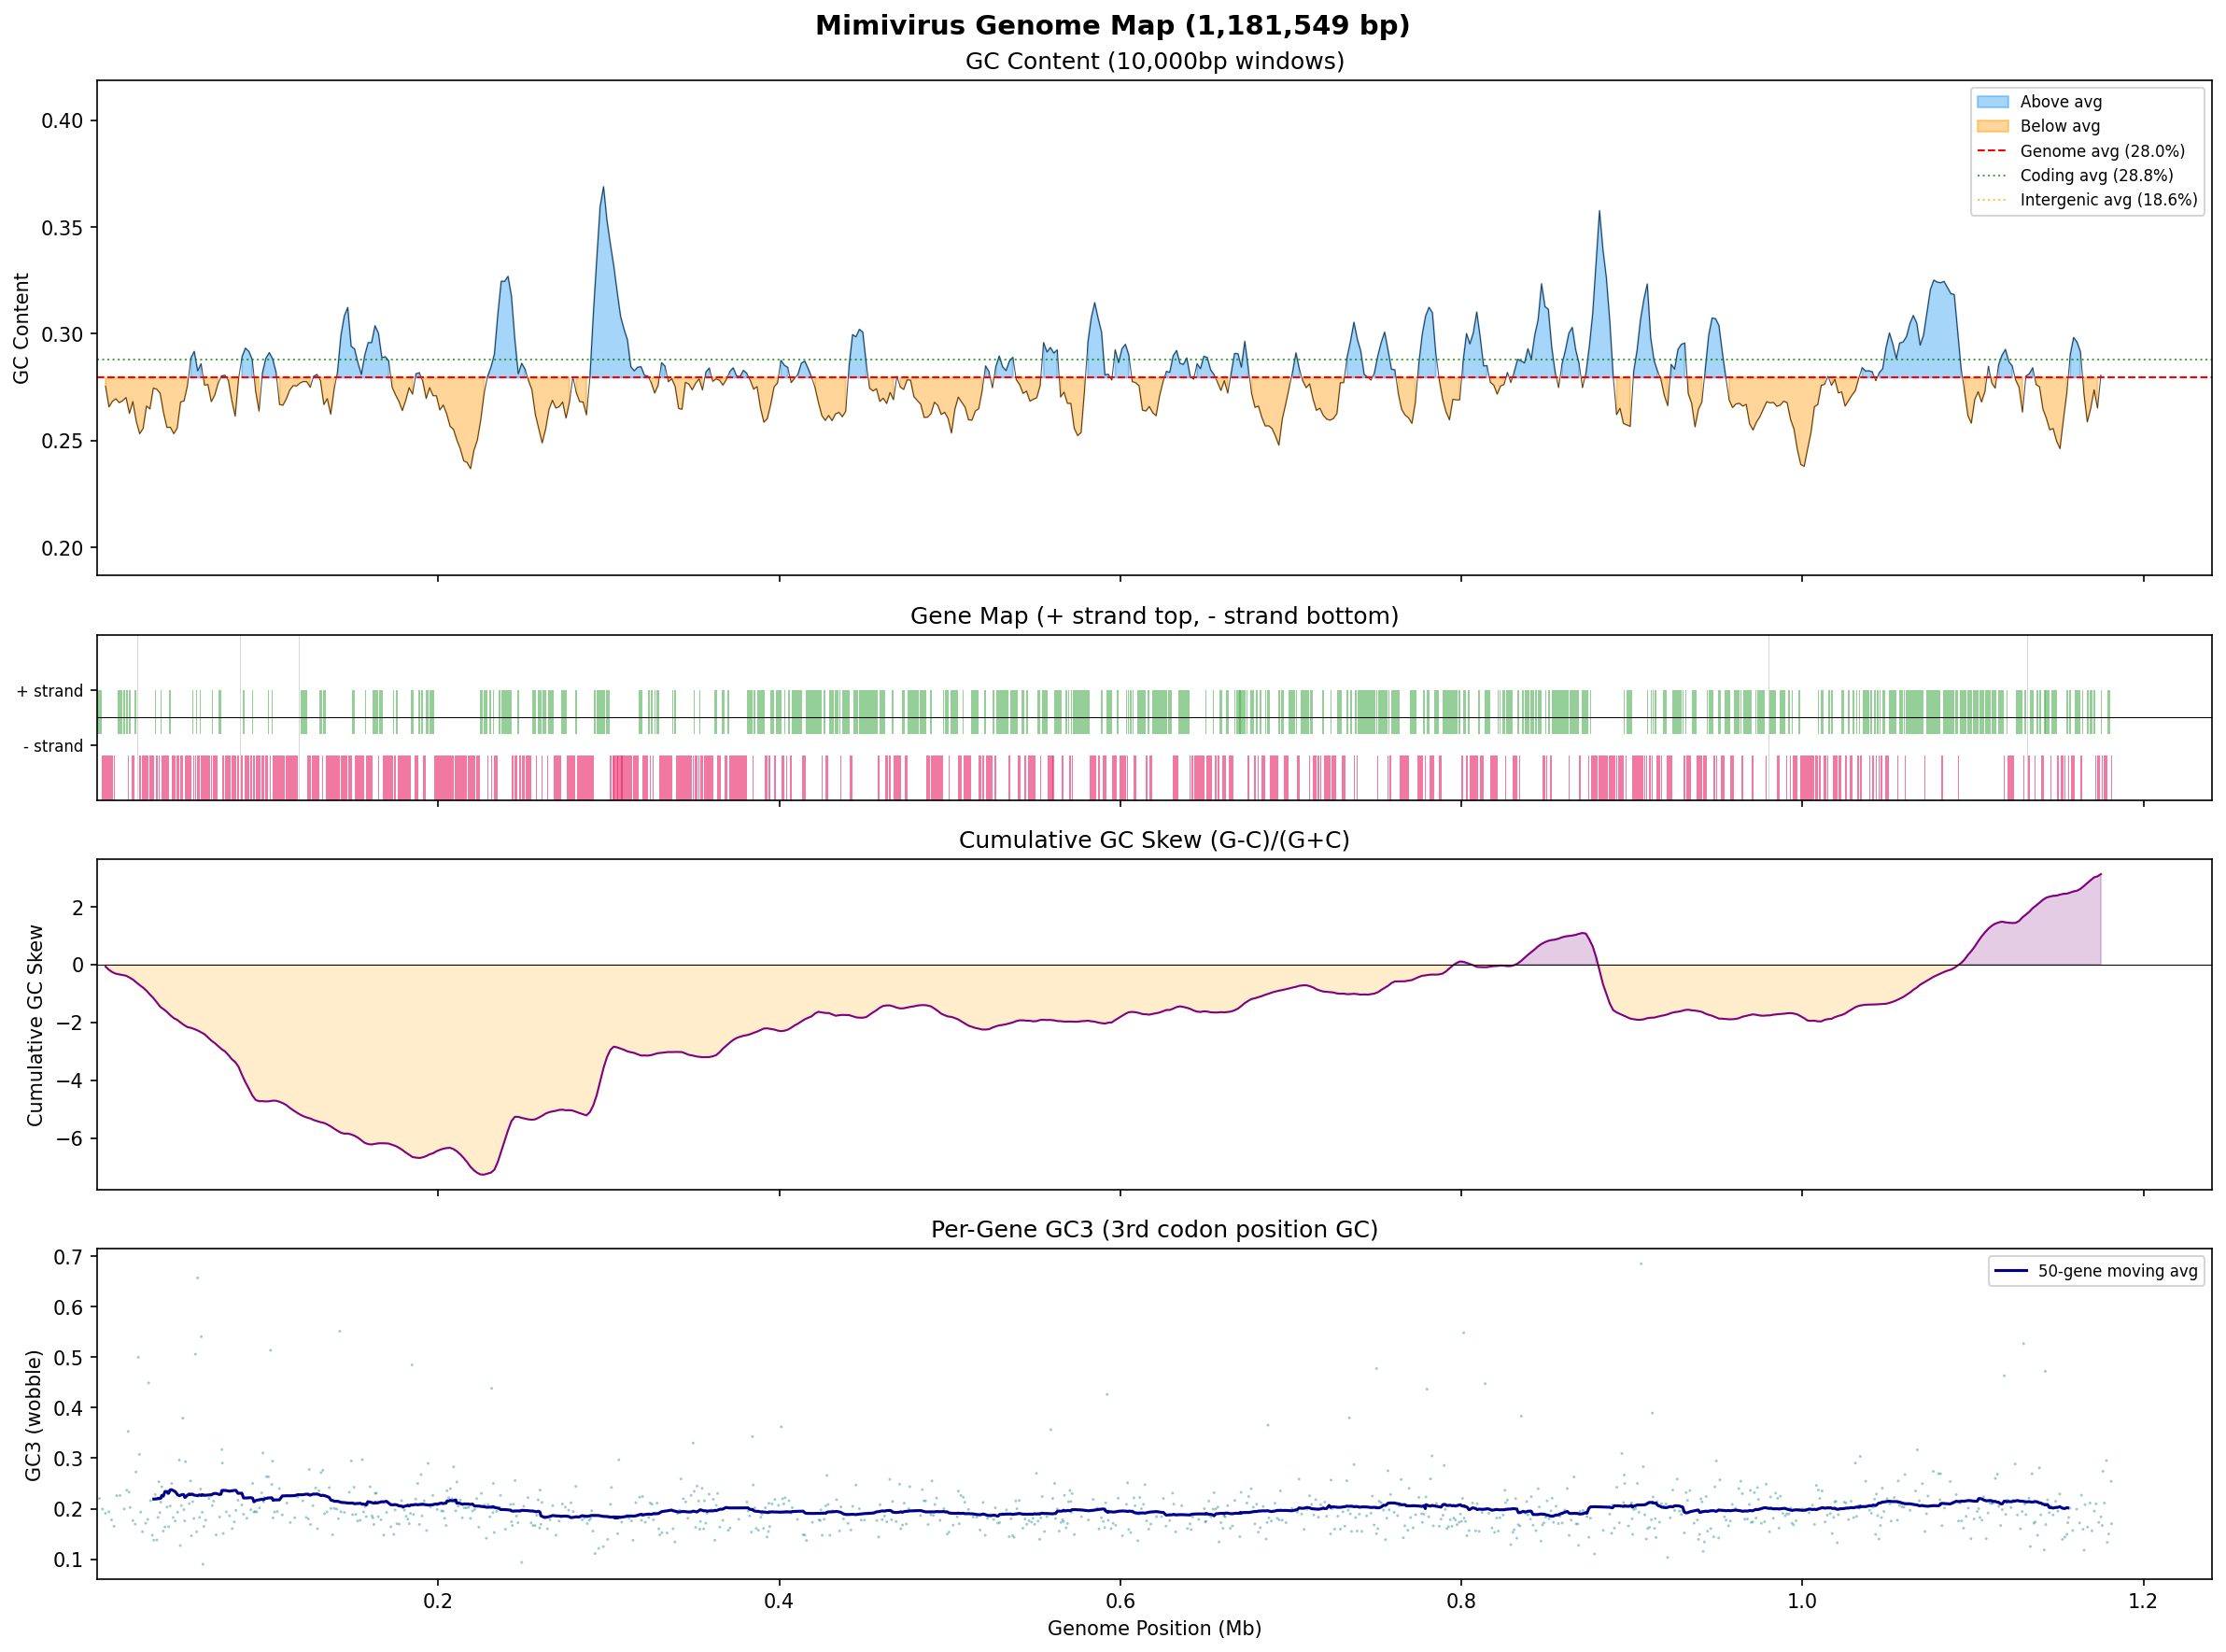 Mimivirus Genome Map (1,181,549 bp)
GC Content (10,000bp windows)
GC Content
0.40
0.35
0.30
0.25
0.20
Above avg
Below avg
Genome avg (28.0%)
Coding avg (28.8%)
Intergenic avg (18.6%)
Gene Map (+ strand top, - strand bottom)
+ strand
- strand
Cumulative GC Skew (G-C)/(G+C)
Cumulative GC Skew
2
0
−2
−4
−6
Per-Gene GC3 (3rd codon position GC)
GC3 (wobble)
0.7
0.6
0.5
0.4
0.3
0.2
0.1
50-gene moving avg
0.2 0.4 0.6 0.8 1.0 1.2
Genome Position (Mb)